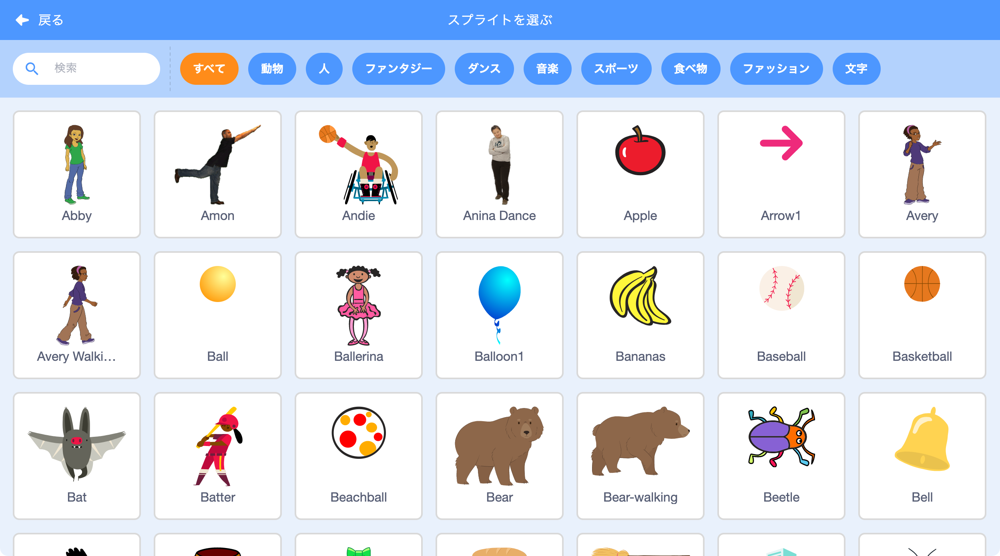 戻る
スプライトを選ぶ
検索
すべて
動物
人
ファンタジー
ダンス
音楽
スポーツ
食べ物
ファッション
文字
Abby
Amon
Andie
Anina Dance
Apple
Arrow1
Avery
Avery Walki...
Ball
Ballerina
Balloon1
Bananas
Baseball
Basketball
Bat
Batter
Beachball
Bear
Bear-walking
Beetle
Bell